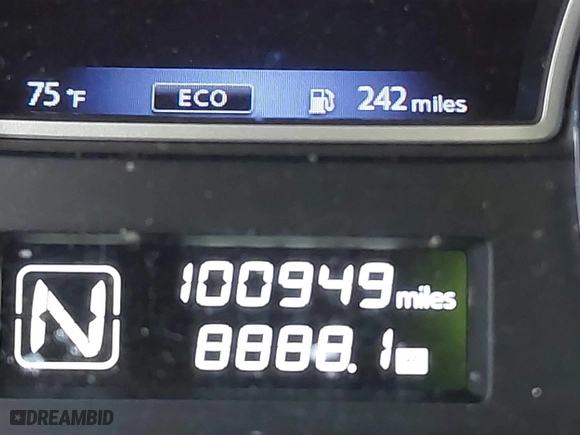 75°F ECO 242 miles
N 100949 miles
8888.1
DREAMBID